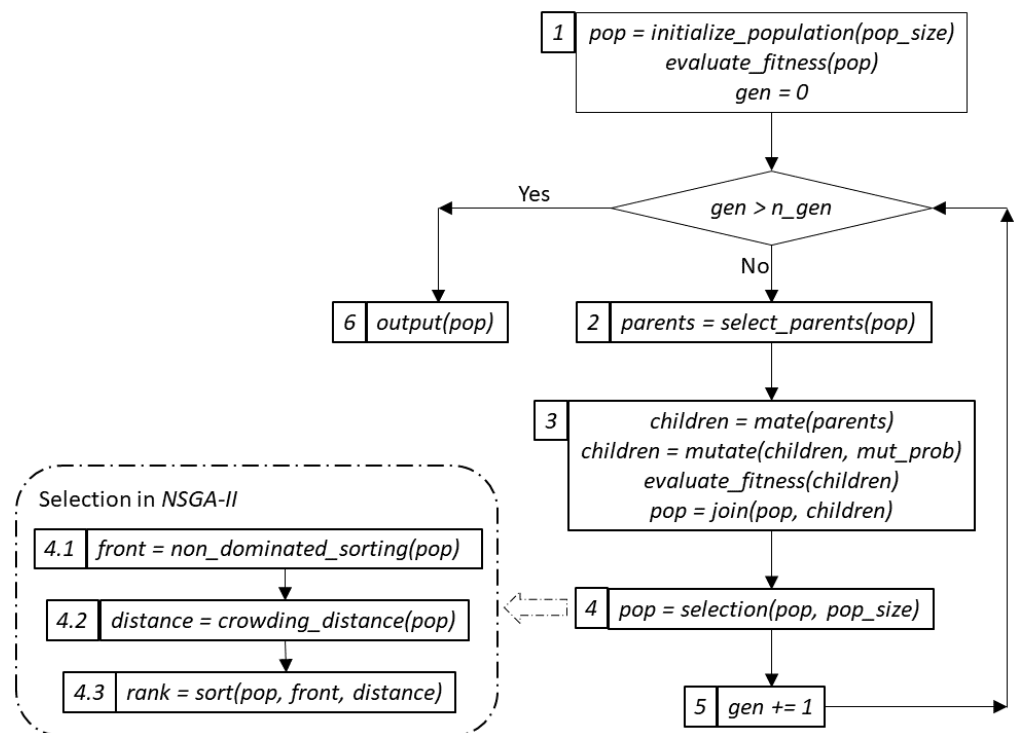 1
pop = initialize_population(pop_size)
evaluate_fitness(pop)
gen = 0
gen > n_gen
Yes
No
6
output(pop)
2
parents = select_parents(pop)
3
children = mate(parents)
children = mutate(children, mut_prob)
evaluate_fitness(children)
pop = join(pop, children)
4
pop = selection(pop, pop_size)
Selection in NSGA-II
4.1
front = non_dominated_sorting(pop)
4.2
distance = crowding_distance(pop)
4.3
rank = sort(pop, front, distance)
5
gen += 1